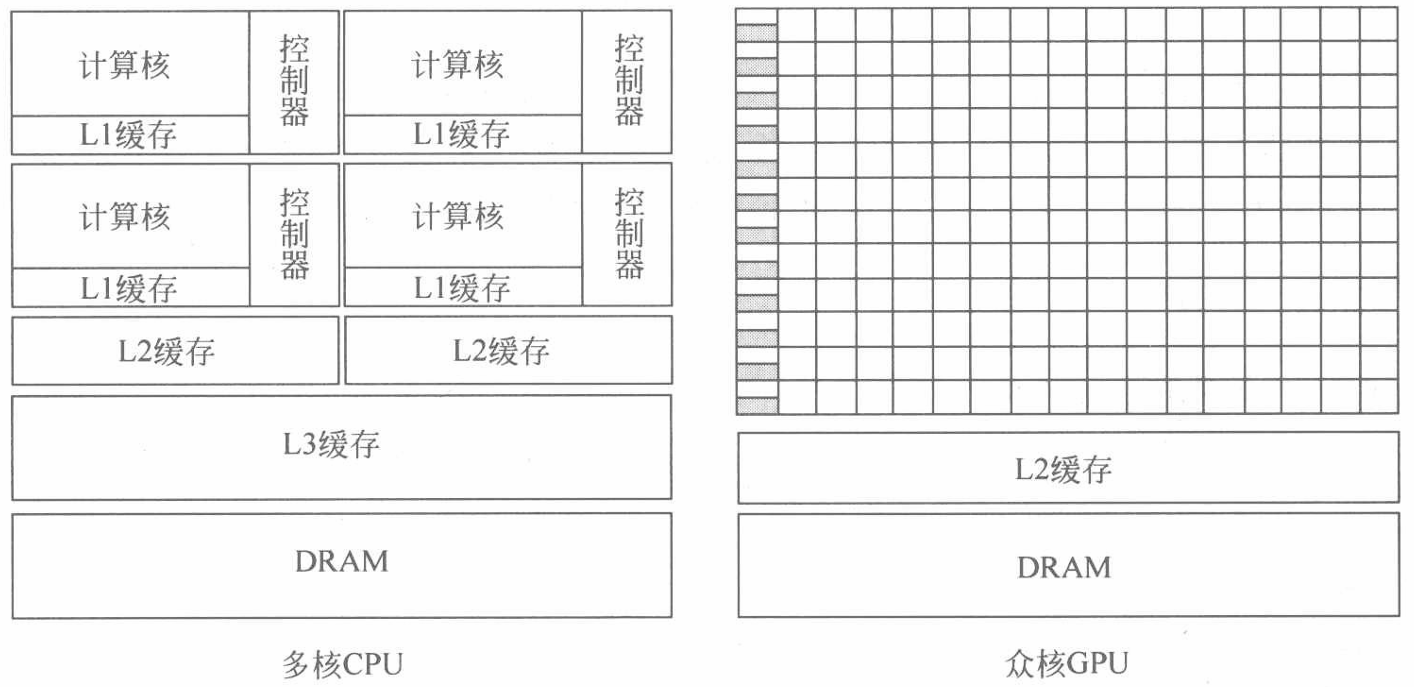 计算核
控制器
L1缓存
计算核
控制器
L1缓存
计算核
控制器
L1缓存
计算核
控制器
L1缓存
L2缓存
L2缓存
L3缓存
DRAM
多核CPU
L2缓存
DRAM
众核GPU